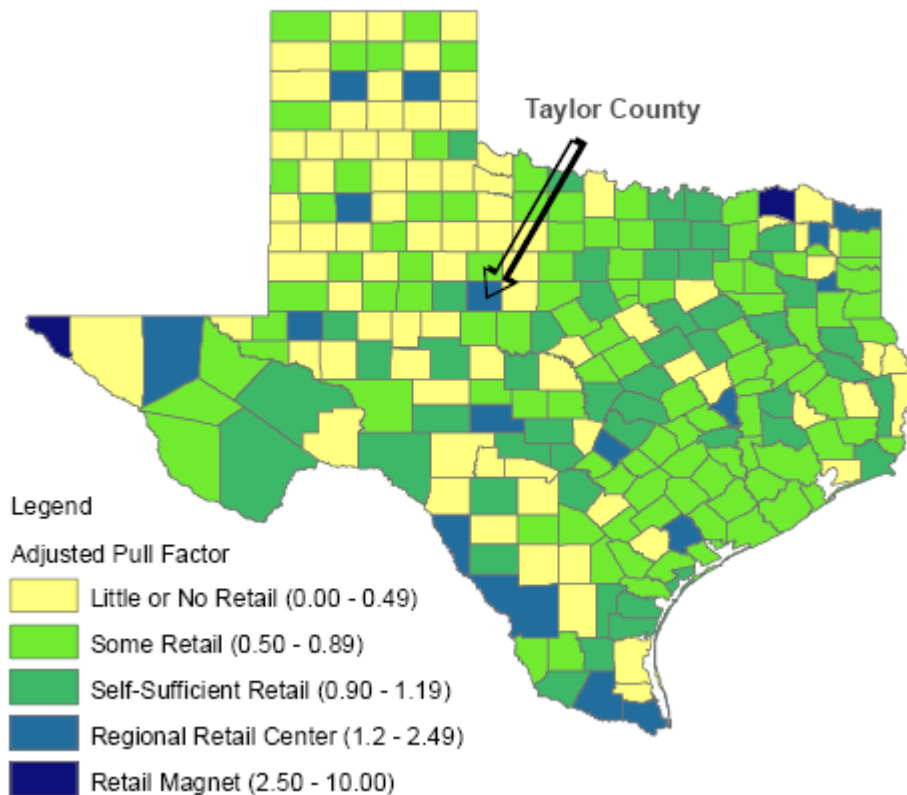 Taylor County
Legend
Adjusted Pull Factor
Little or No Retail (0.00 - 0.49)
Some Retail (0.50 - 0.89)
Self-Sufficient Retail (0.90 - 1.19)
Regional Retail Center (1.2 - 2.49)
Retail Magnet (2.50 - 10.00)